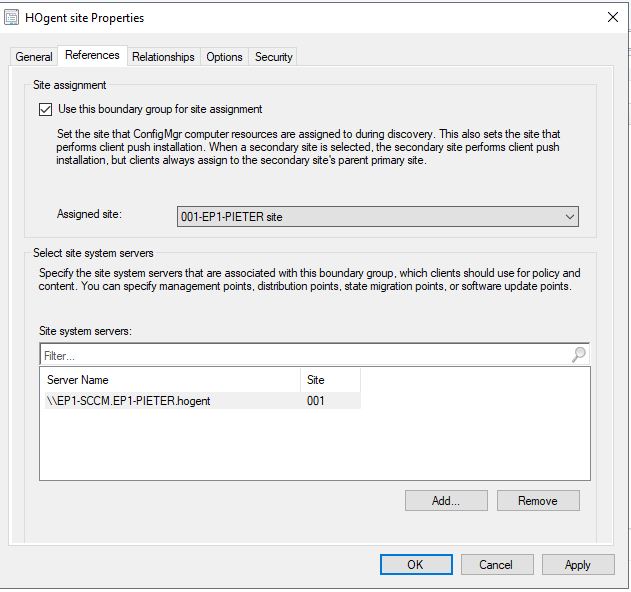 HOgent site Properties
General References Relationships Options Security
Site assignment
Use this boundary group for site assignment
Set the site that ConfigMgr computer resources are assigned to during discovery. This also sets the site that
performs client push installation. When a secondary site is selected, the secondary site performs client push
installation, but clients always assign to the secondary site's parent primary site.
Assigned site: 001-EP1-PIETER site
Select site system servers
Specify the site system servers that are associated with this boundary group, which clients should use for policy and
content. You can specify management points, distribution points, state migration points, or software update points.
Site system servers:
Filter...
Server Name Site
\\EP1-SCCM.EP1-PIETER.hogent 001
Add... Remove
OK Cancel Apply